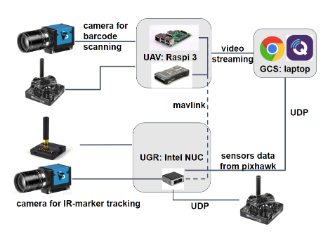 camera for
barcode
scanning
UAV: Raspi 3
video
streaming
GCS: laptop
mavlink
UDP
UGR: Intel NUC
sensors data
from pixhawk
camera for IR-marker tracking
UDP